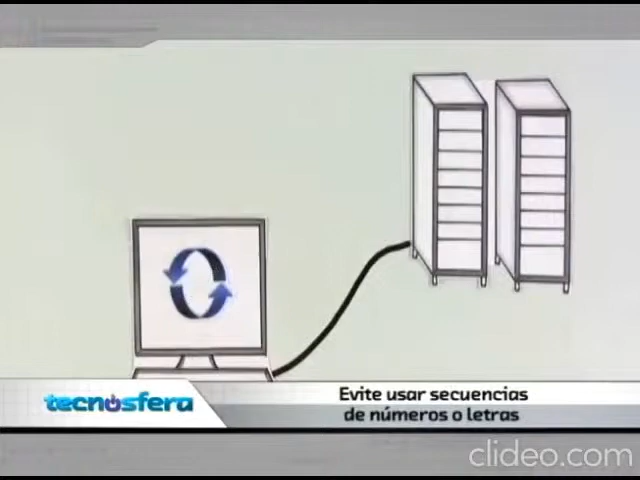 tecnosfera
Evite usar secuencias
de números o letras
clideo.com